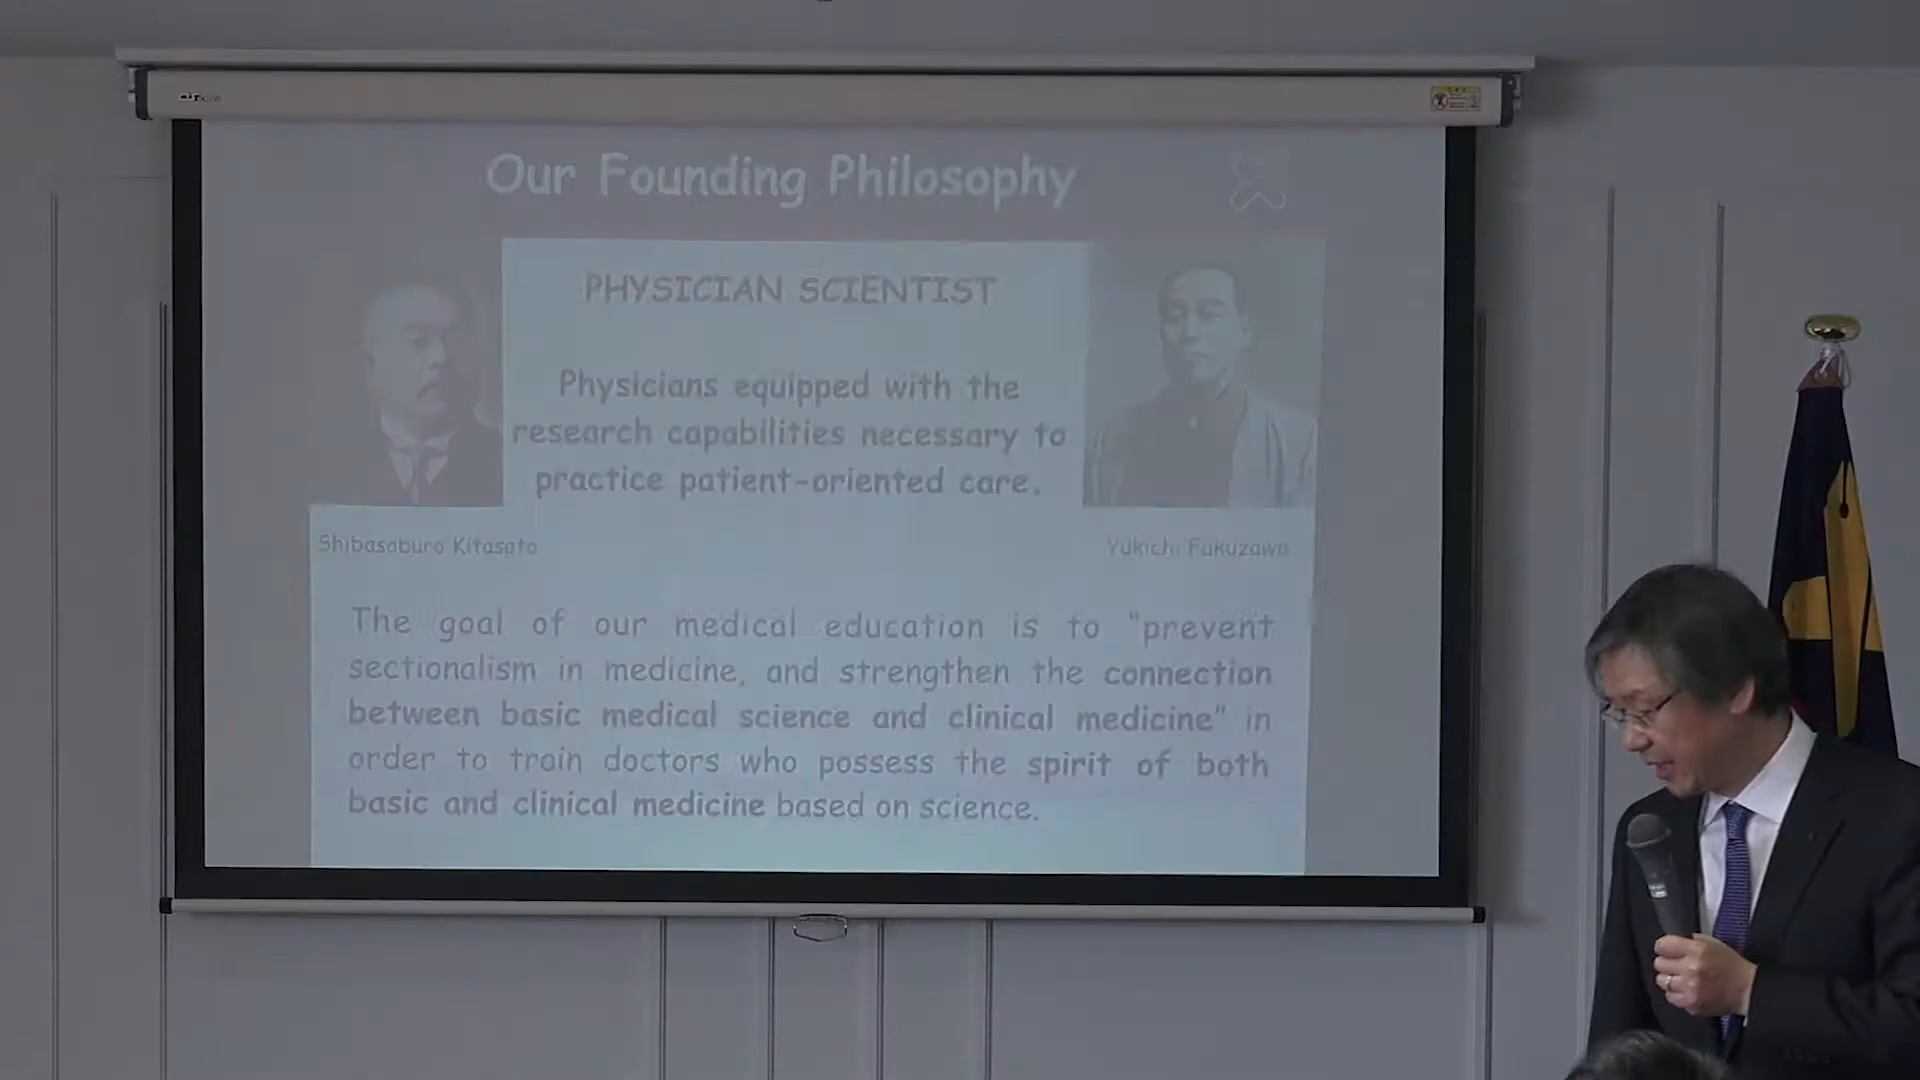 Our Founding Philosophy
PHYSICIAN SCIENTIST
Physicians equipped with the
research capabilities necessary to
practice patient-oriented care.
Shibasaburo Kitasato
Yukichi Fukuzawa
The goal of our medical education is to "prevent
sectionalism in medicine, and strengthen the connection
between basic medical science and clinical medicine" in
order to train doctors who possess the spirit of both
basic and clinical medicine based on science.